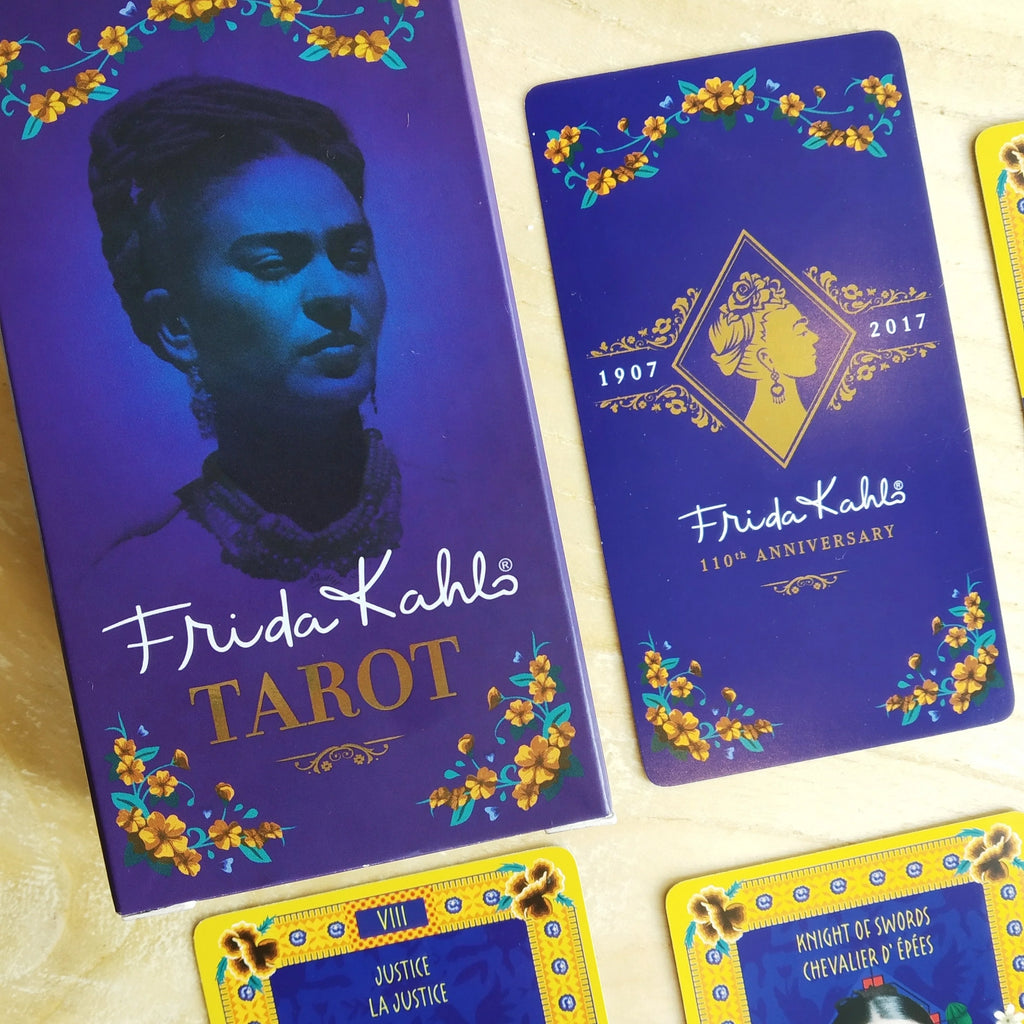 Frida Kahlo®
TAROT
1907
2017
Frida Kahlo®
110th ANNIVERSARY
VIII
JUSTICE
LA JUSTICE
KNIGHT OF SWORDS
CHEVALIER D' ÉPÉES